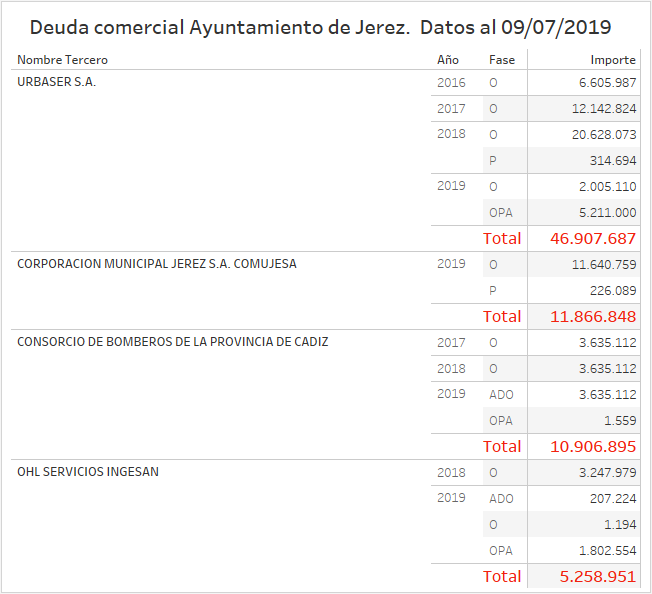 Deuda comercial Ayuntamiento de Jerez.  Datos al 09/07/2019
Nombre Tercero Año Fase Importe
URBASER S.A. 2016 O 6.605.987
2017 O 12.142.824
2018 O 20.628.073
P 314.694
2019 O 2.005.110
OPA 5.211.000
Total 46.907.687
CORPORACION MUNICIPAL JEREZ S.A. COMUJESA 2019 O 11.640.759
P 226.089
Total 11.866.848
CONSORCIO DE BOMBEROS DE LA PROVINCIA DE CADIZ 2017 O 3.635.112
2018 O 3.635.112
2019 ADO 3.635.112
OPA 1.559
Total 10.906.895
OHL SERVICIOS INGESAN 2018 O 3.247.979
2019 ADO 207.224
O 1.194
OPA 1.802.554
Total 5.258.951